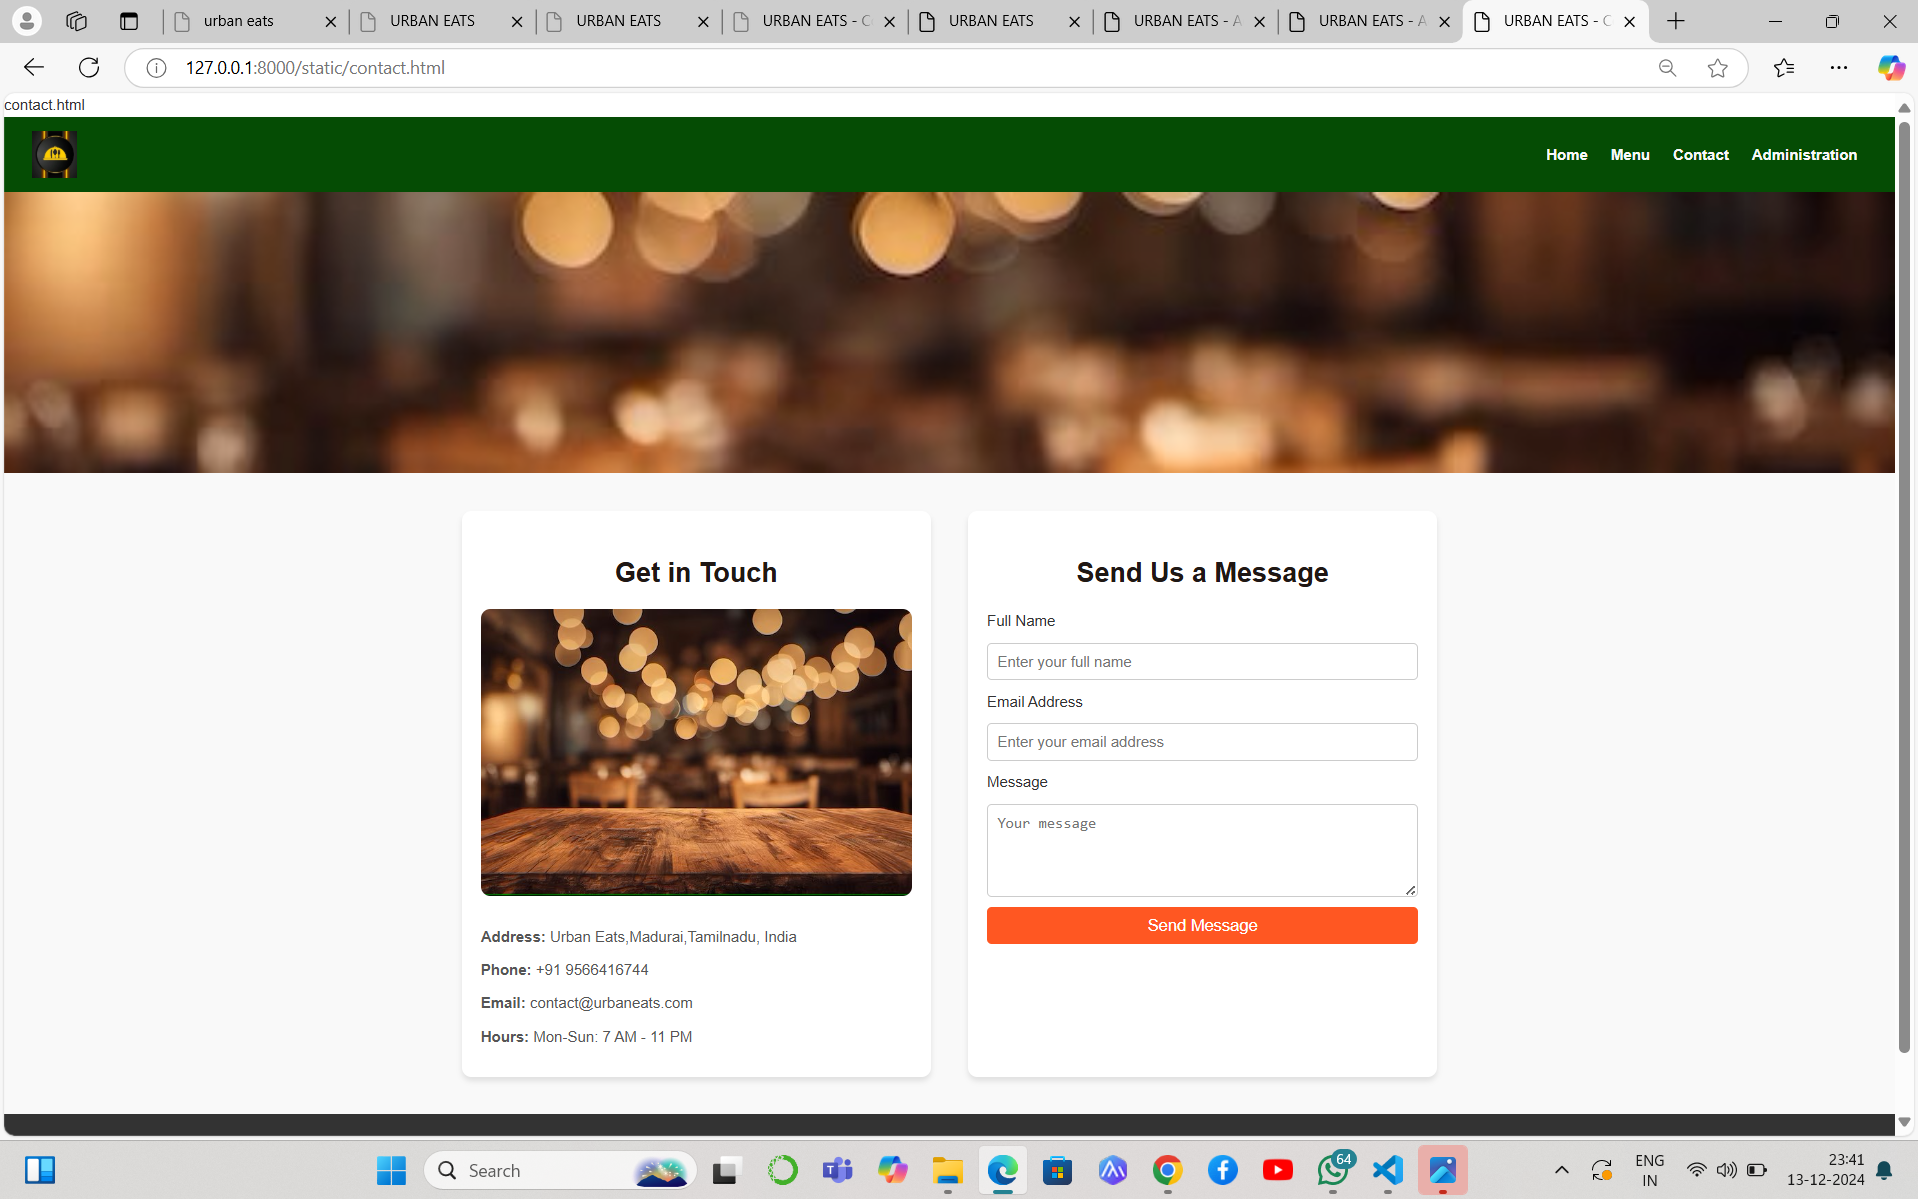 urban eats
URBAN EATS
URBAN EATS
URBAN EATS - C
URBAN EATS
URBAN EATS - A
URBAN EATS - A
URBAN EATS - C
127.0.0.1:8000/static/contact.html
contact.html
Home Menu Contact Administration
Get in Touch
Address: Urban Eats,Madurai,Tamilnadu, India
Phone: +91 9566416744
Email: contact@urbaneats.com
Hours: Mon-Sun: 7 AM - 11 PM
Send Us a Message
Full Name
Enter your full name
Email Address
Enter your email address
Message
Your message
Send Message
Search
64
ENG
IN
23:41
13-12-2024